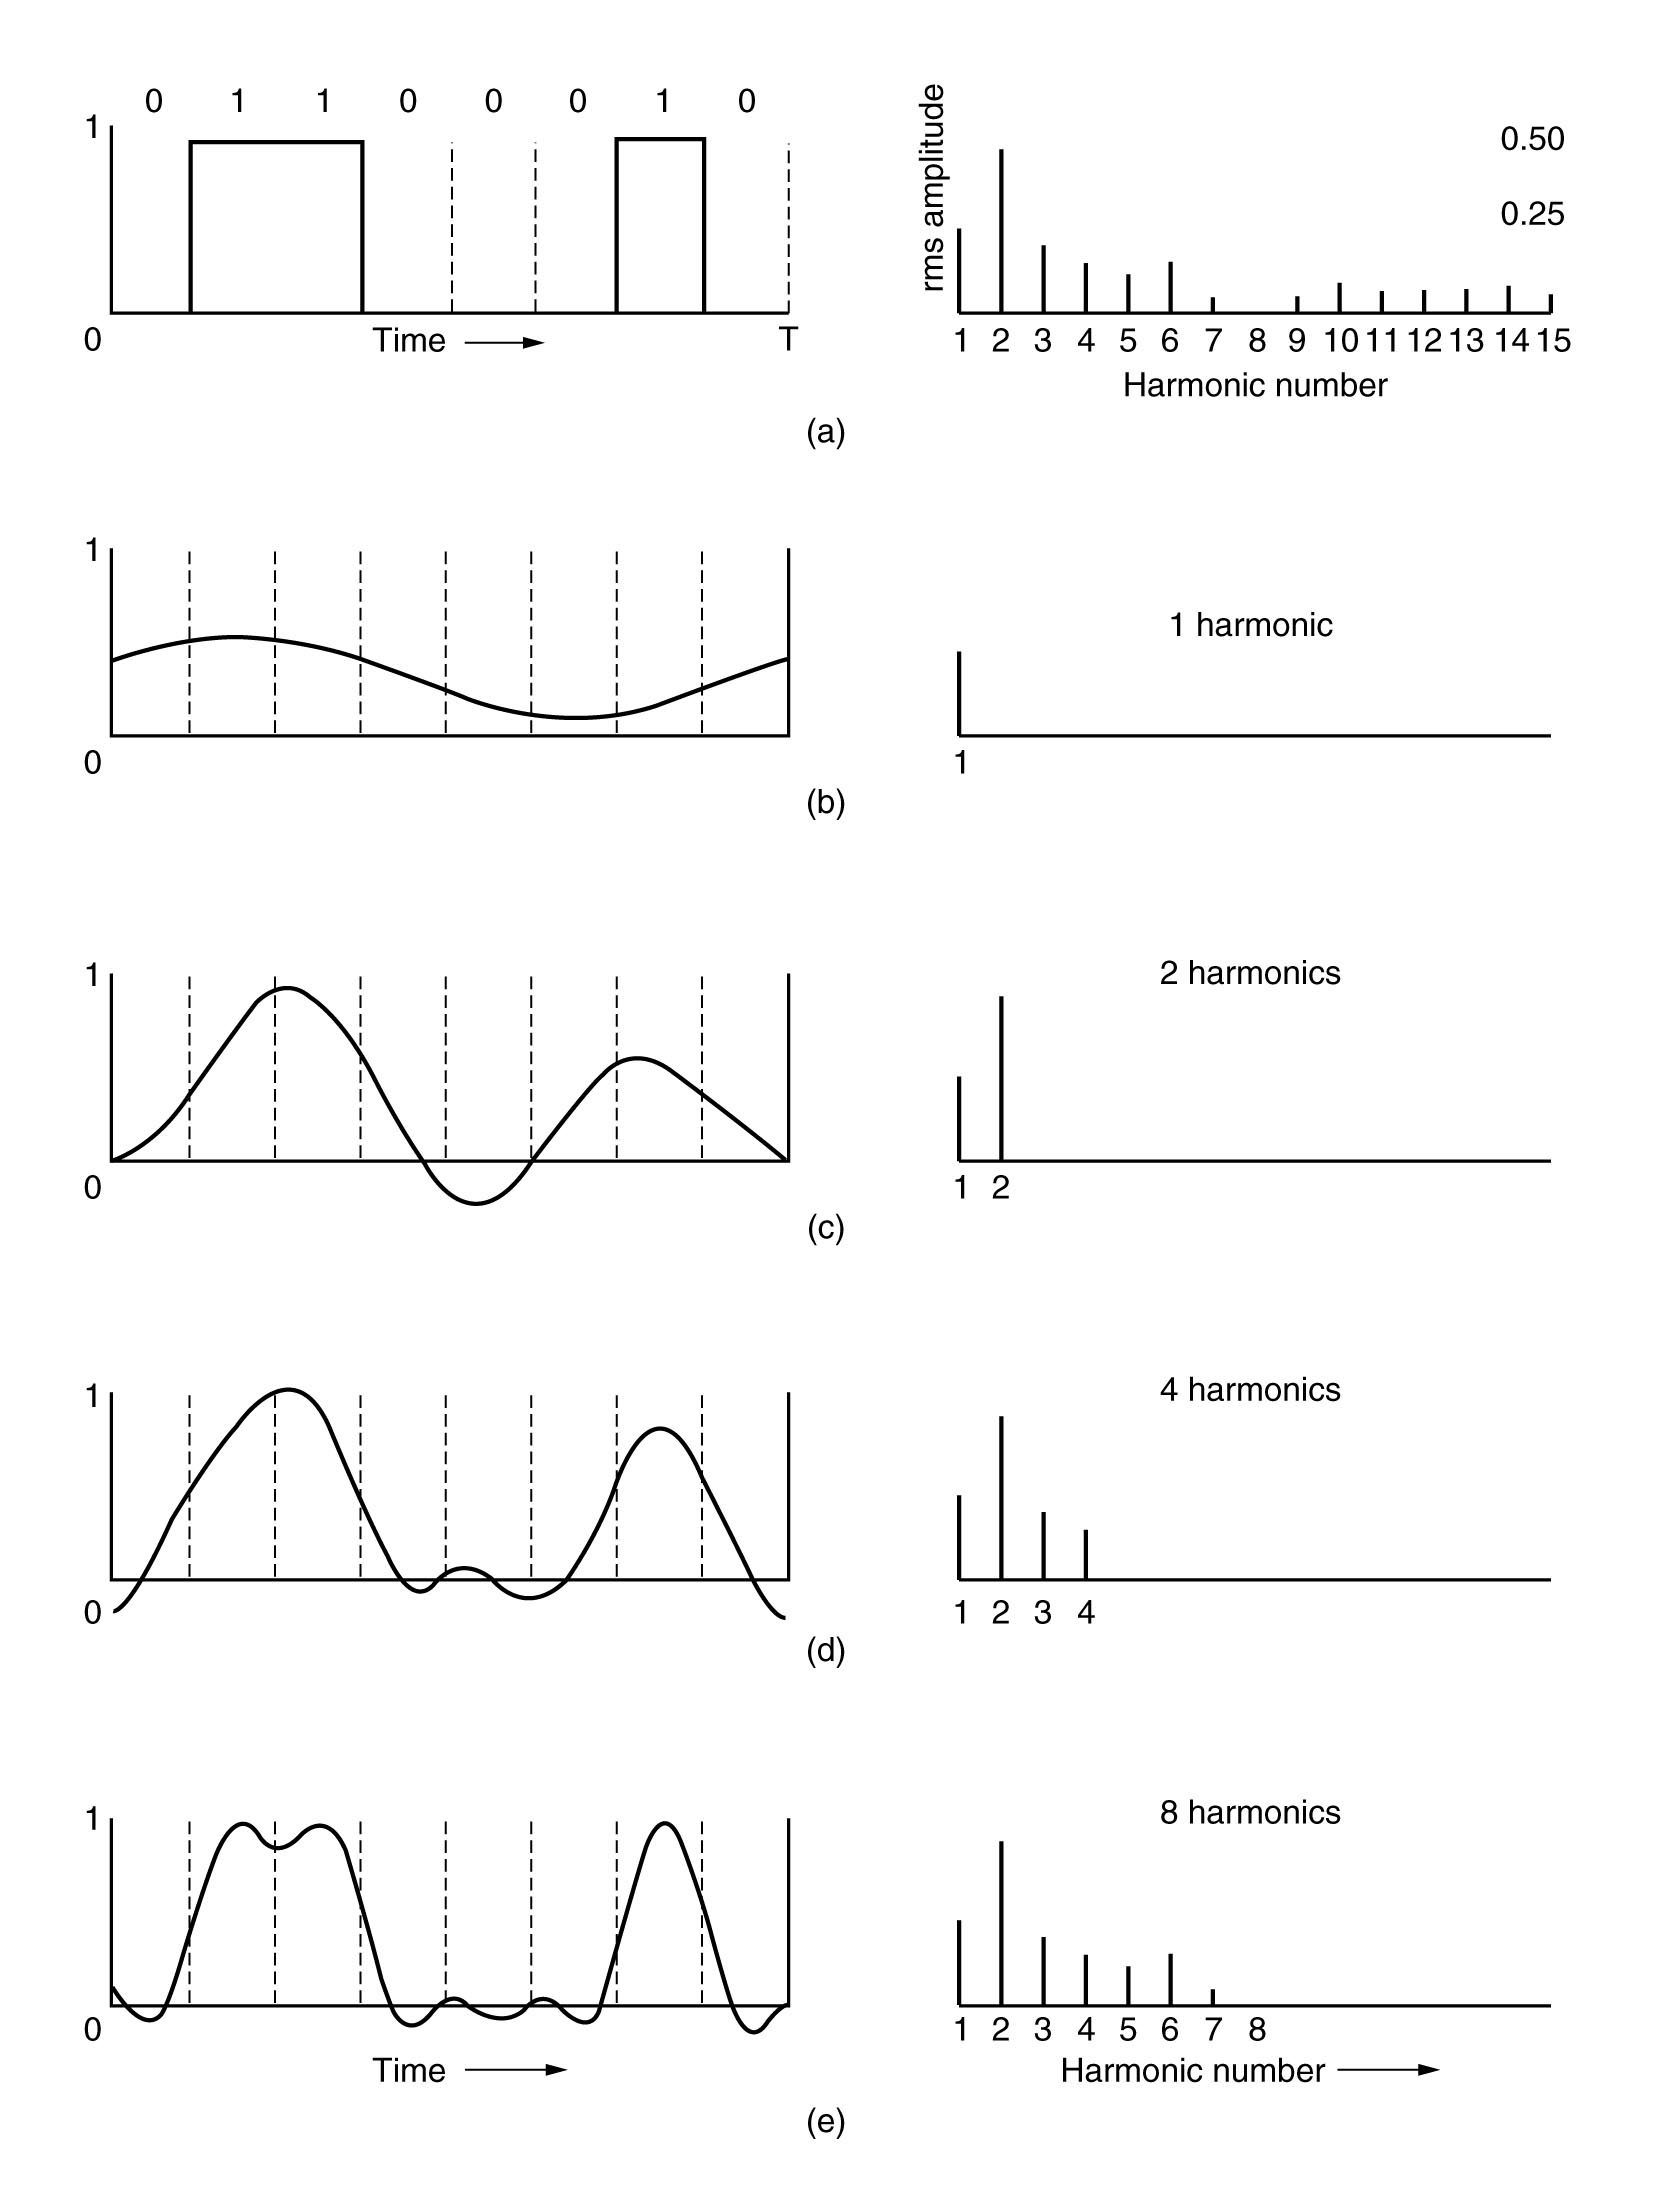 0 1 1 0 0 0 1 0
1
0
Time
T
rms amplitude
0.50
0.25
1 2 3 4 5 6 7 8 9 10 11 12 13 14 15
Harmonic number
(a)
1
0
1 harmonic
1
(b)
1
0
2 harmonics
1 2
(c)
1
0
4 harmonics
1 2 3 4
(d)
1
0
Time
8 harmonics
1 2 3 4 5 6 7 8
Harmonic number
(e)